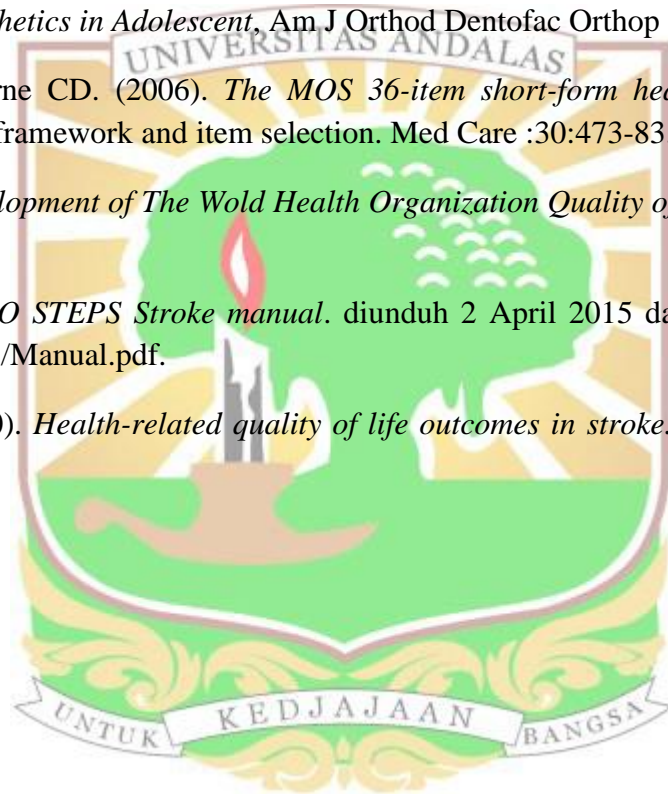 hetics in Adolescent, Am J Orthod Dentofac Orthop
UNIVERSITAS ANDALAS
rne CD. (2006). The MOS 36-item short-form hea
framework and item selection. Med Care :30:473-83
lopment of The Wold Health Organization Quality of
O STEPS Stroke manual. diunduh 2 April 2015 da
/Manual.pdf.
0). Health-related quality of life outcomes in stroke.
UNTUK KEDJAJAAN BANGSA